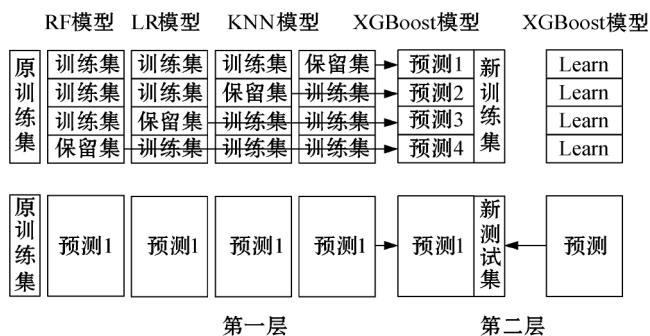 RF模型 LR模型 KNN模型 XGBoost模型 XGBoost模型
原训练集
训练集 训练集 训练集 保留集 预测1 Learn
训练集 训练集 保留集 训练集 预测2 Learn
训练集 保留集 训练集 训练集 预测3 Learn
保留集 训练集 训练集 训练集 预测4 Learn
新训练集
原训练集
预测1 预测1 预测1 预测1 预测1 预测
新测试集
第一层 第二层